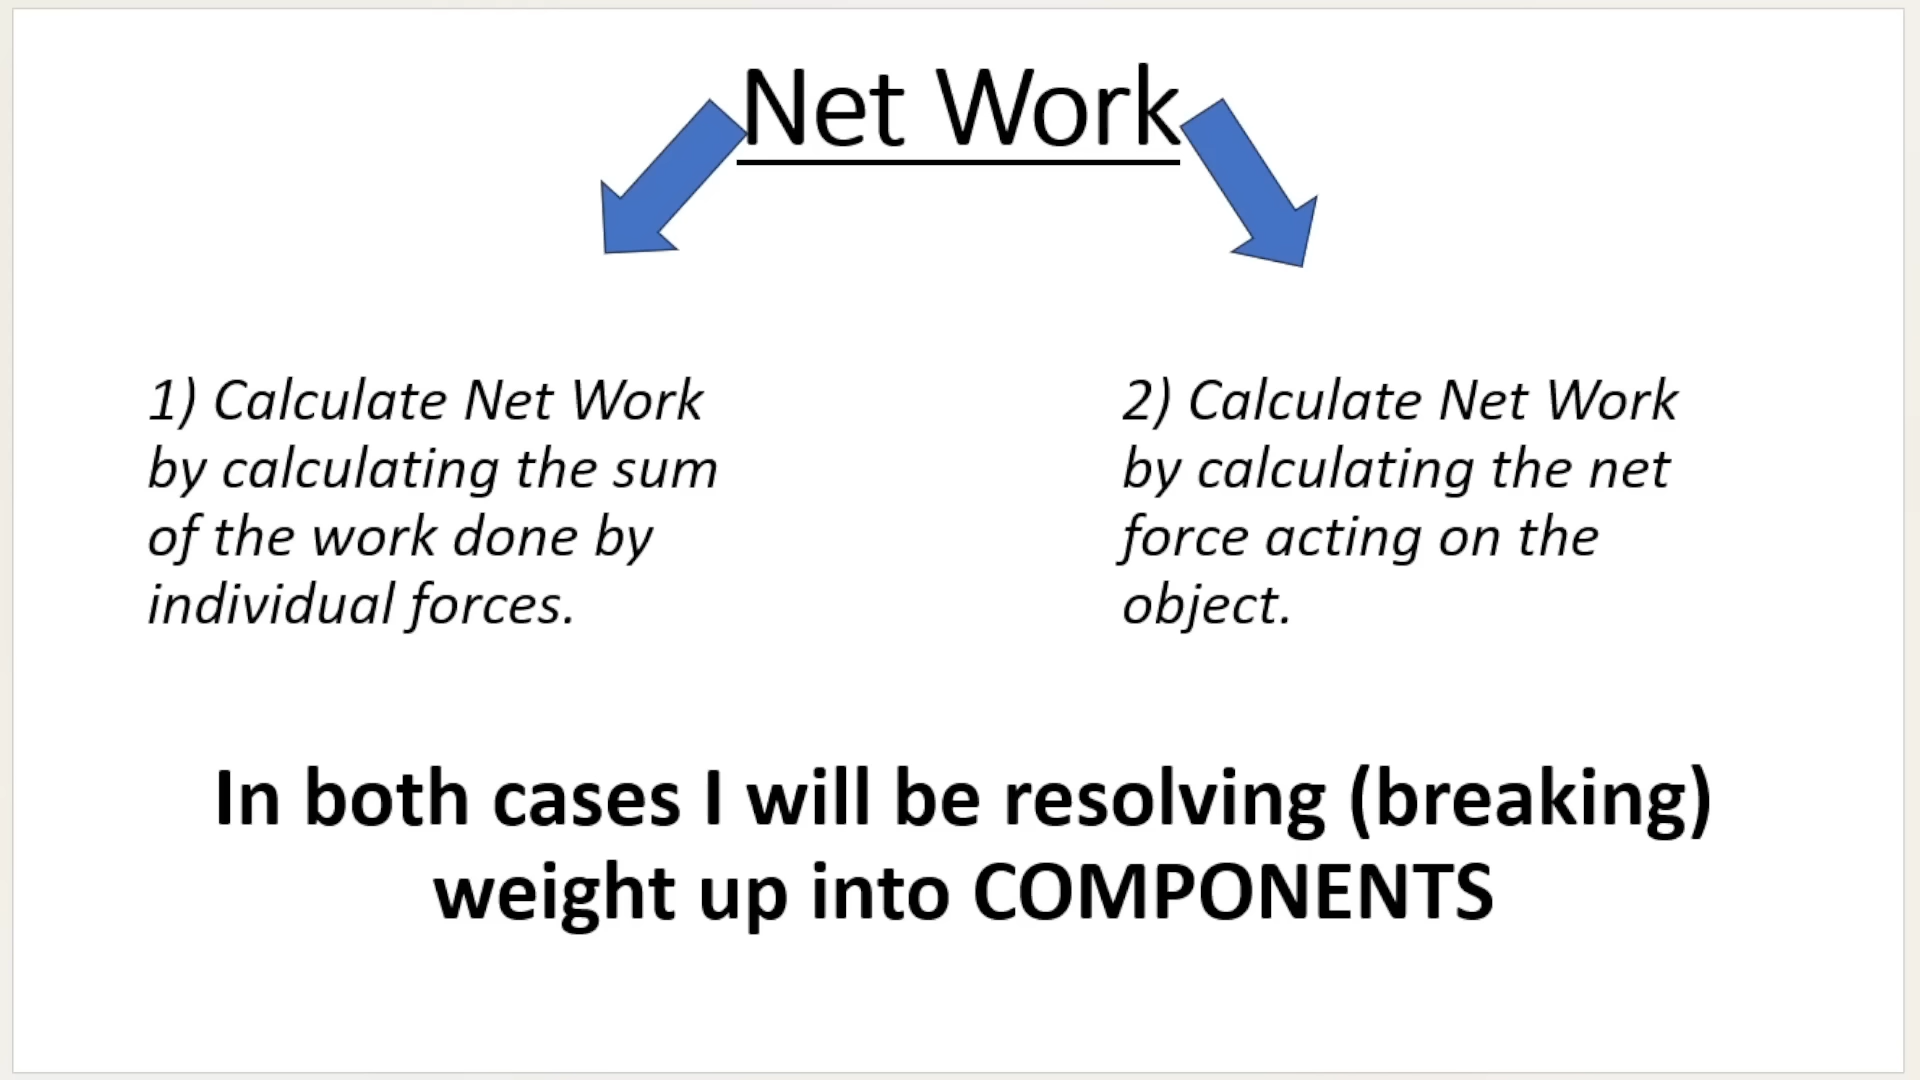 Net Work
1) Calculate Net Work
by calculating the sum
of the work done by
individual forces.
2) Calculate Net Work
by calculating the net
force acting on the
object.
In both cases I will be resolving (breaking)
weight up into COMPONENTS